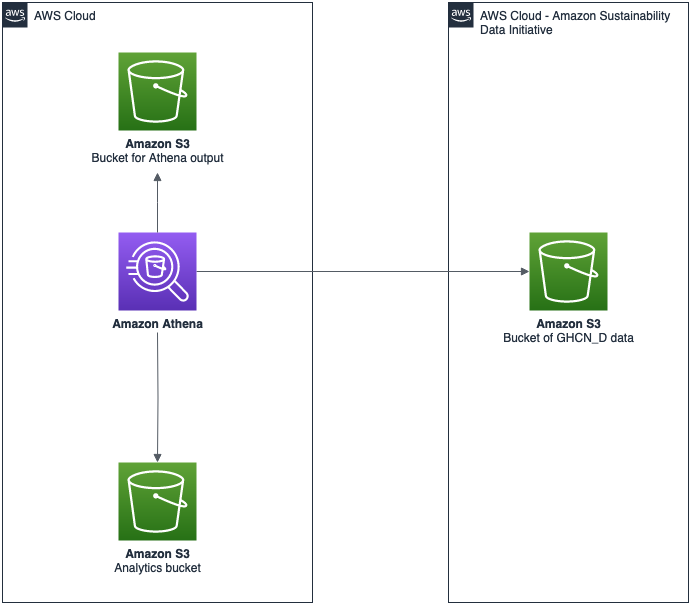 aws
AWS Cloud
Amazon S3
Bucket for Athena output
Amazon Athena
Amazon S3
Analytics bucket
aws
AWS Cloud - Amazon Sustainability
Data Initiative
Amazon S3
Bucket of GHCN_D data